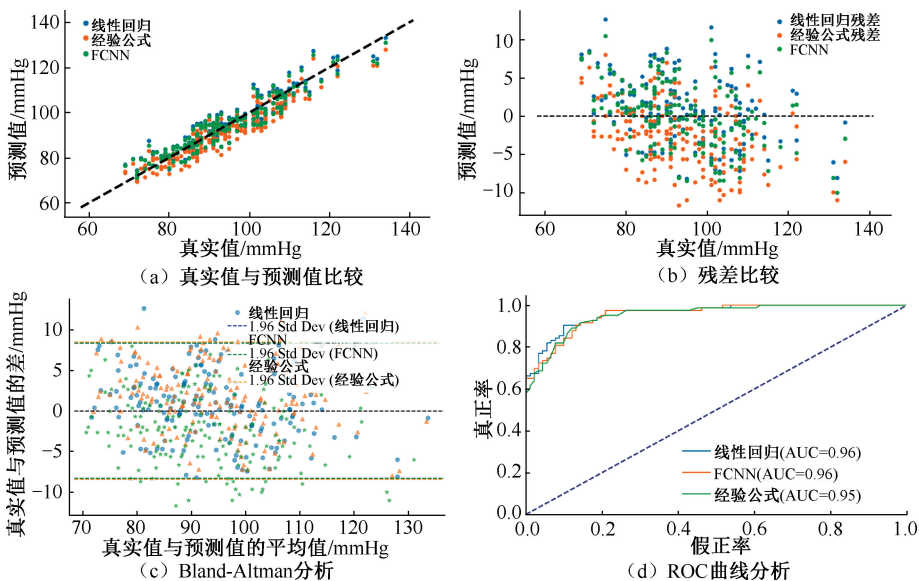 140
120
100
80
60
预测值/mmHg
线性回归
经验公式
FCNN
60 80 100 120 140
真实值/mmHg
(a) 真实值与预测值比较
10
5
0
−5
−10
预测值/mmHg
线性回归残差
经验公式残差
FCNN
60 80 100 120 140
真实值/mmHg
(b) 残差比较
10
5
0
−5
−10
真实值与预测值的差/mmHg
线性回归
1.96 Std Dev (线性回归)
FCNN
1.96 Std Dev (FCNN)
经验公式
1.96 Std Dev (经验公式)
70 80 90 100 110 120 130
真实值与预测值的平均值/mmHg
(c) Bland-Altman分析
1.0
0.8
0.6
0.4
0.2
0.0
真正率
线性回归(AUC=0.96)
FCNN(AUC=0.96)
经验公式(AUC=0.95)
0.0 0.2 0.4 0.6 0.8 1.0
假正率
(d) ROC曲线分析